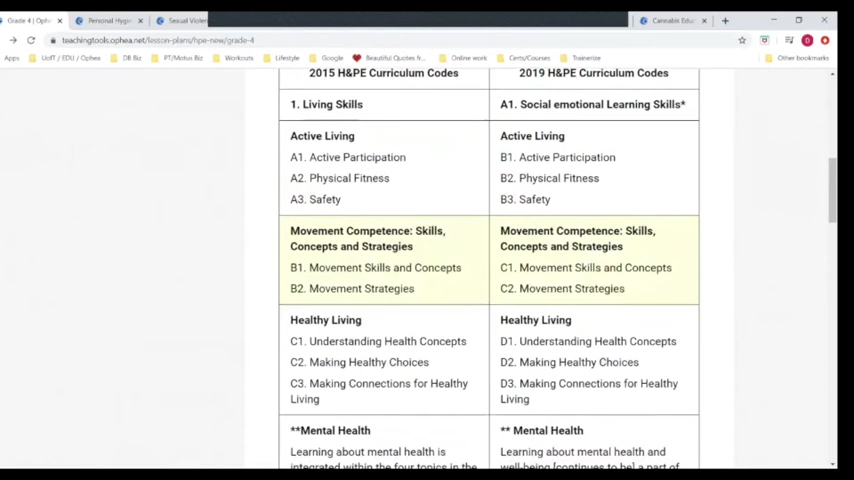 Grade 4 | Ophe
Personal Hygi
Sexual Violen
Cannabis Edu
teachingtools.ophea.net/lesson-plans/hpe-new/grade-4
D
Apps
UofT / EDU / Ophea
DB Biz
PT/Motus Biz
Workouts
Lifestyle
Google
Beautiful Quotes fr...
Online work
Certs/Courses
Trainerize
Other bookmarks
2015 H&PE Curriculum Codes
2019 H&PE Curriculum Codes
1. Living Skills
A1. Social emotional Learning Skills*
Active Living
A1. Active Participation
A2. Physical Fitness
A3. Safety
Active Living
B1. Active Participation
B2. Physical Fitness
B3. Safety
Movement Competence: Skills,
Concepts and Strategies
B1. Movement Skills and Concepts
B2. Movement Strategies
Movement Competence: Skills,
Concepts and Strategies
C1. Movement Skills and Concepts
C2. Movement Strategies
Healthy Living
C1. Understanding Health Concepts
C2. Making Healthy Choices
C3. Making Connections for Healthy
Living
Healthy Living
D1. Understanding Health Concepts
D2. Making Healthy Choices
D3. Making Connections for Healthy
Living
**Mental Health
Learning about mental health is
integrated within the four topics in the
** Mental Health
Learning about mental health and
well-being [continues to be] a part of